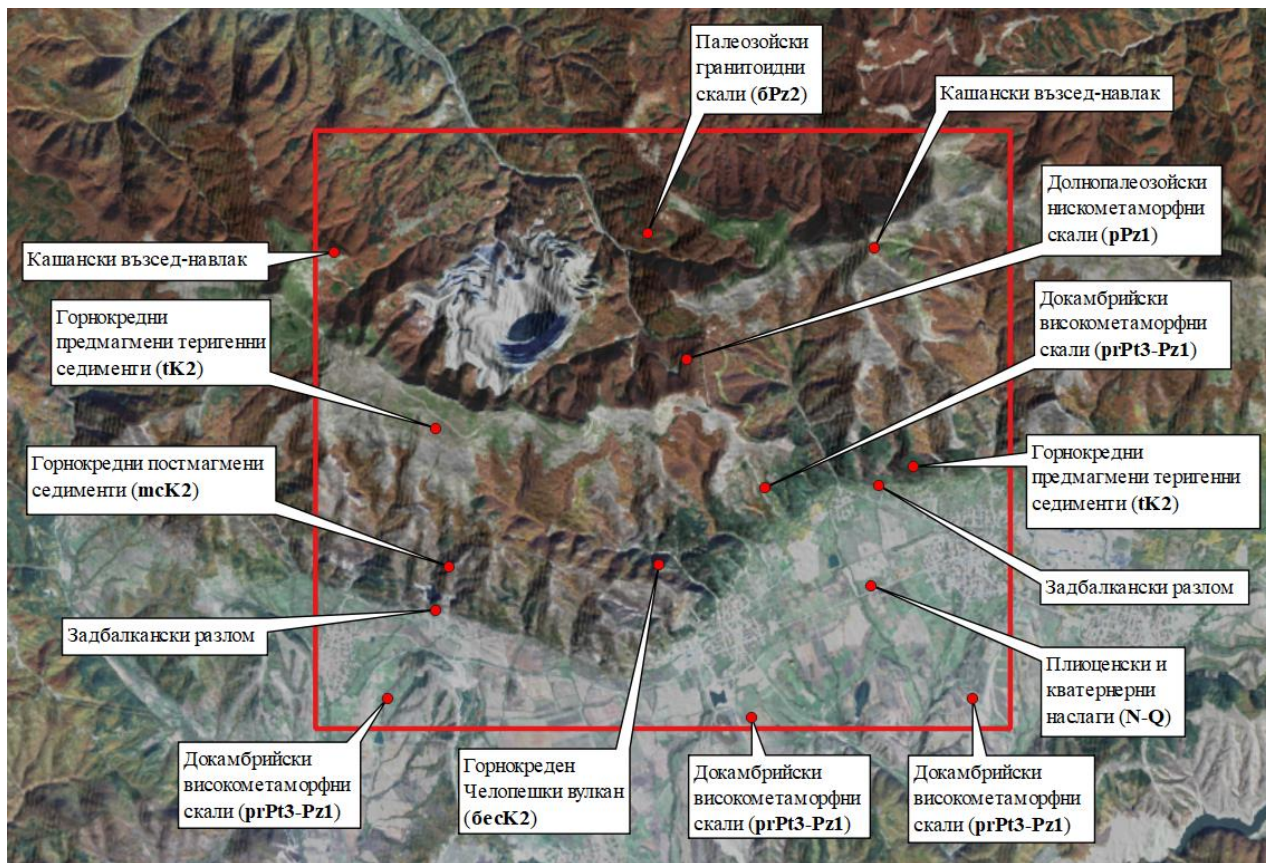 Палеозойски
гранитоидни
скали (бPz2)
Кашански възсед-навлак
Долнопалеозойски
нискометаморфни
скали (pPz1)
Кашански възсед-навлак
Докамбрийски
високометаморфни
скали (prPt3-Pz1)
Горнокредни
предмагмени теригенни
седименти (tK2)
Горнокредни постмагмени
седименти (mcK2)
Горнокредни
предмагмени теригенни
седименти (tK2)
Задбалкански разлом
Задбалкански разлом
Плиоценски и
кватернерни
наслаги (N-Q)
Докамбрийски
високометаморфни
скали (prPt3-Pz1)
Горнокреден
Челопешки вулкан
(бесK2)
Докамбрийски
високометаморфни
скали (prPt3-Pz1)
Докамбрийски
високометаморфни
скали (prPt3-Pz1)